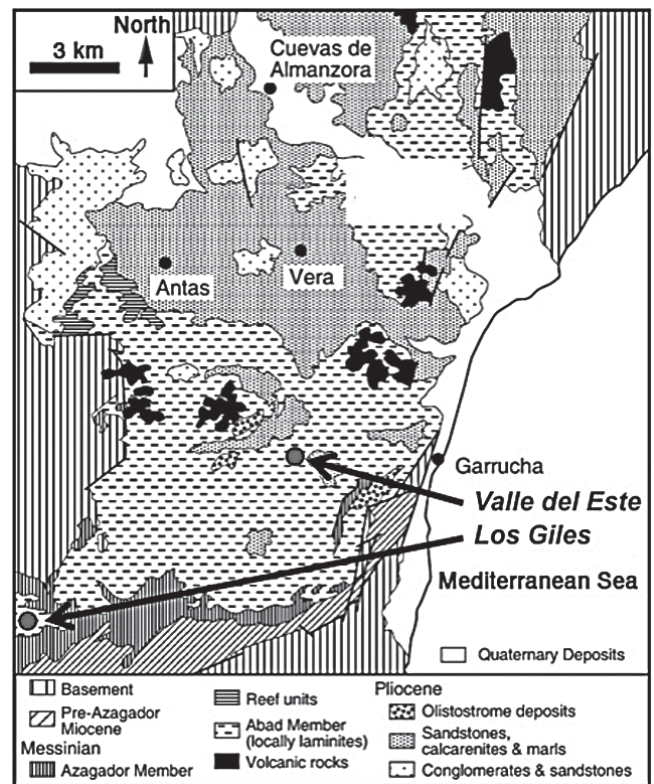 North
3 km
Cuevas de
Almanzora
Antas
Vera
Garrucha
Valle del Este
Los Giles
Mediterranean Sea
Quaternary Deposits
Basement
Pre-Azagador
Miocene
Messinian
Azagador Member
Reef units
Abad Member
(locally laminites)
Volcanic rocks
Pliocene
Olistostrome deposits
Sandstones,
calcarenites & marls
Conglomerates & sandstones